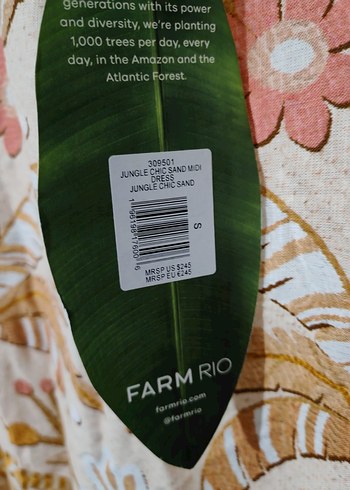 generations with its power
and diversity, we're planting
1,000 trees per day, every
day, in the Amazon and the
Atlantic Forest.
309501
JUNGLE CHIC SAND MIDI
DRESS
JUNGLE CHIC SAND
S
MRSP US $245
MRSP EU €245
FARM RIO
farmrio.com
@farmrio